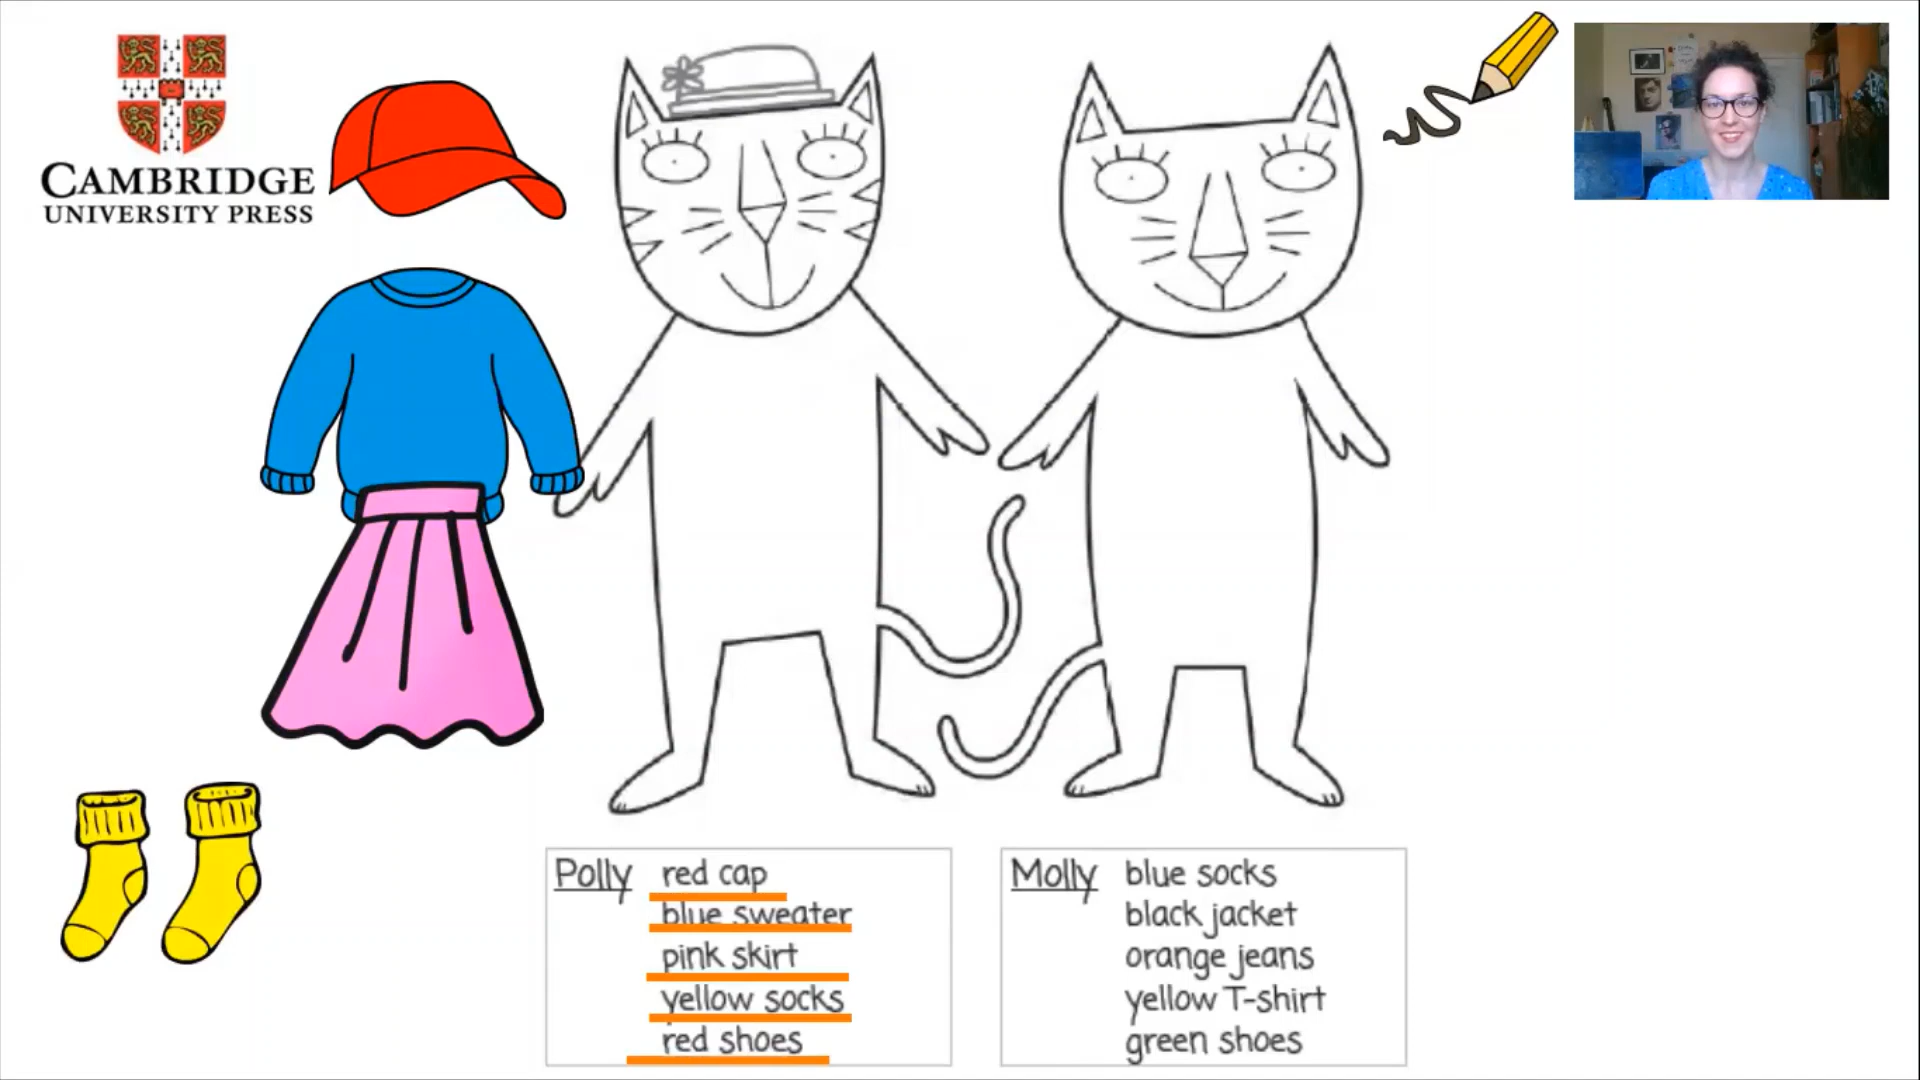 CAMBRIDGE
UNIVERSITY PRESS
Polly red cap
blue sweater
pink skirt
yellow socks
red shoes
Molly blue socks
black jacket
orange jeans
yellow T-shirt
green shoes